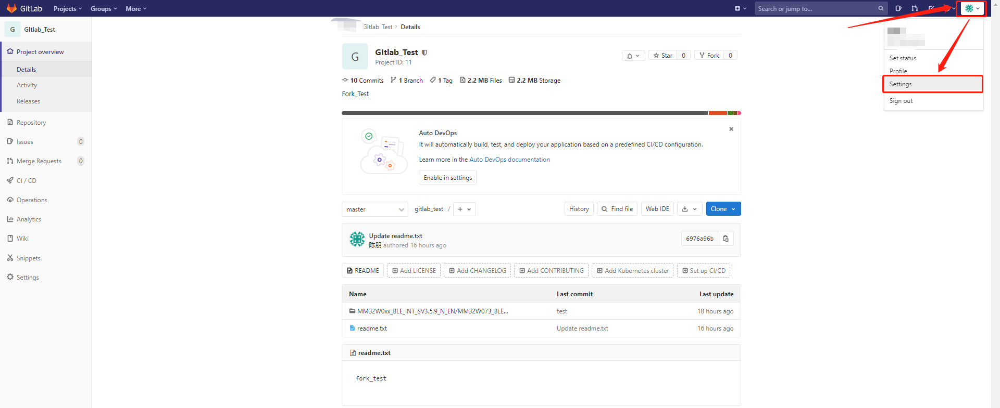 GitLab Projects Groups More Search or jump to...
G GItlab_Test
Project overview
Details
Activity
Releases
Repository
Issues 0
Merge Requests 0
CI / CD
Operations
Analytics
Wiki
Snippets
Settings
GItlab_Test > Details
G
GItlab_Test
Project ID: 11
Star 0 Fork 0
10 Commits 1 Branch 1 Tag 2.2 MB Files 2.2 MB Storage
Fork_Test
Auto DevOps
It will automatically build, test, and deploy your application based on a predefined CI/CD configuration.
Learn more in the Auto DevOps documentation
Enable in settings
master gitlab_test / + History Find file Web IDE Clone
Update readme.txt
陈朋 authored 16 hours ago
6976a96b
README Add LICENSE Add CHANGELOG Add CONTRIBUTING Add Kubernetes cluster Set up CI/CD
Name Last commit Last update
MM32W0xx_BLE_INT_SV3.5.9_N_EN/MM32W073_BLE... test 18 hours ago
readme.txt Update readme.txt 16 hours ago
readme.txt
fork_test
Set status
Profile
Settings
Sign out